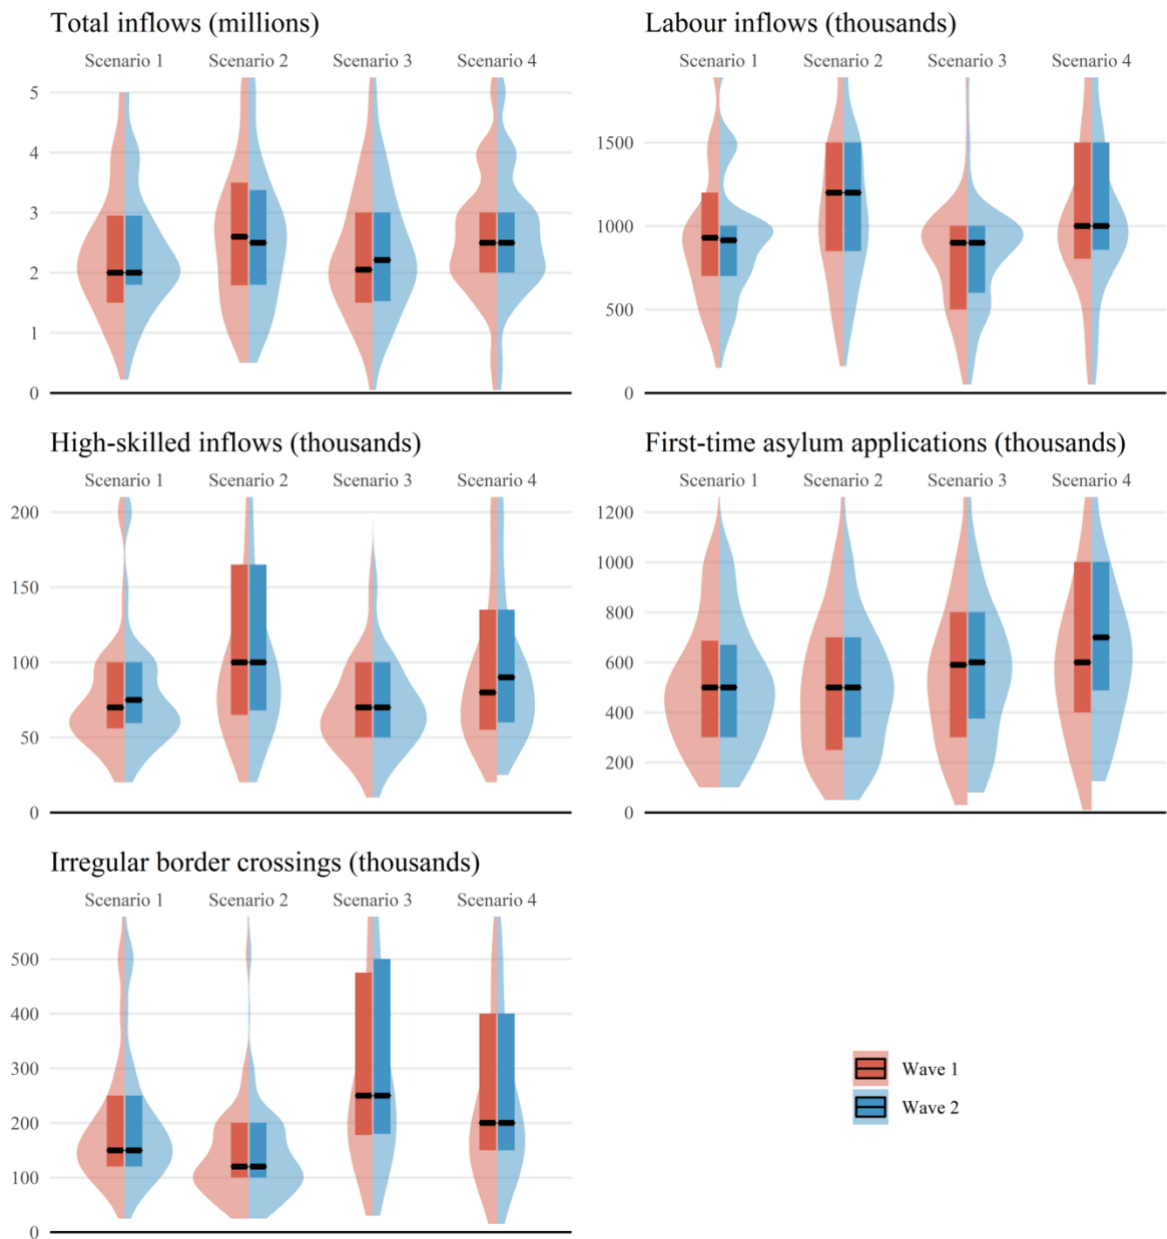 Total inflows (millions)
Scenario 1 Scenario 2 Scenario 3 Scenario 4
5
4
3
2
1
0
Labour inflows (thousands)
Scenario 1 Scenario 2 Scenario 3 Scenario 4
1500
1000
500
0
High-skilled inflows (thousands)
Scenario 1 Scenario 2 Scenario 3 Scenario 4
200
150
100
50
0
First-time asylum applications (thousands)
Scenario 1 Scenario 2 Scenario 3 Scenario 4
1200
1000
800
600
400
200
0
Irregular border crossings (thousands)
Scenario 1 Scenario 2 Scenario 3 Scenario 4
500
400
300
200
100
0
Wave 1
Wave 2